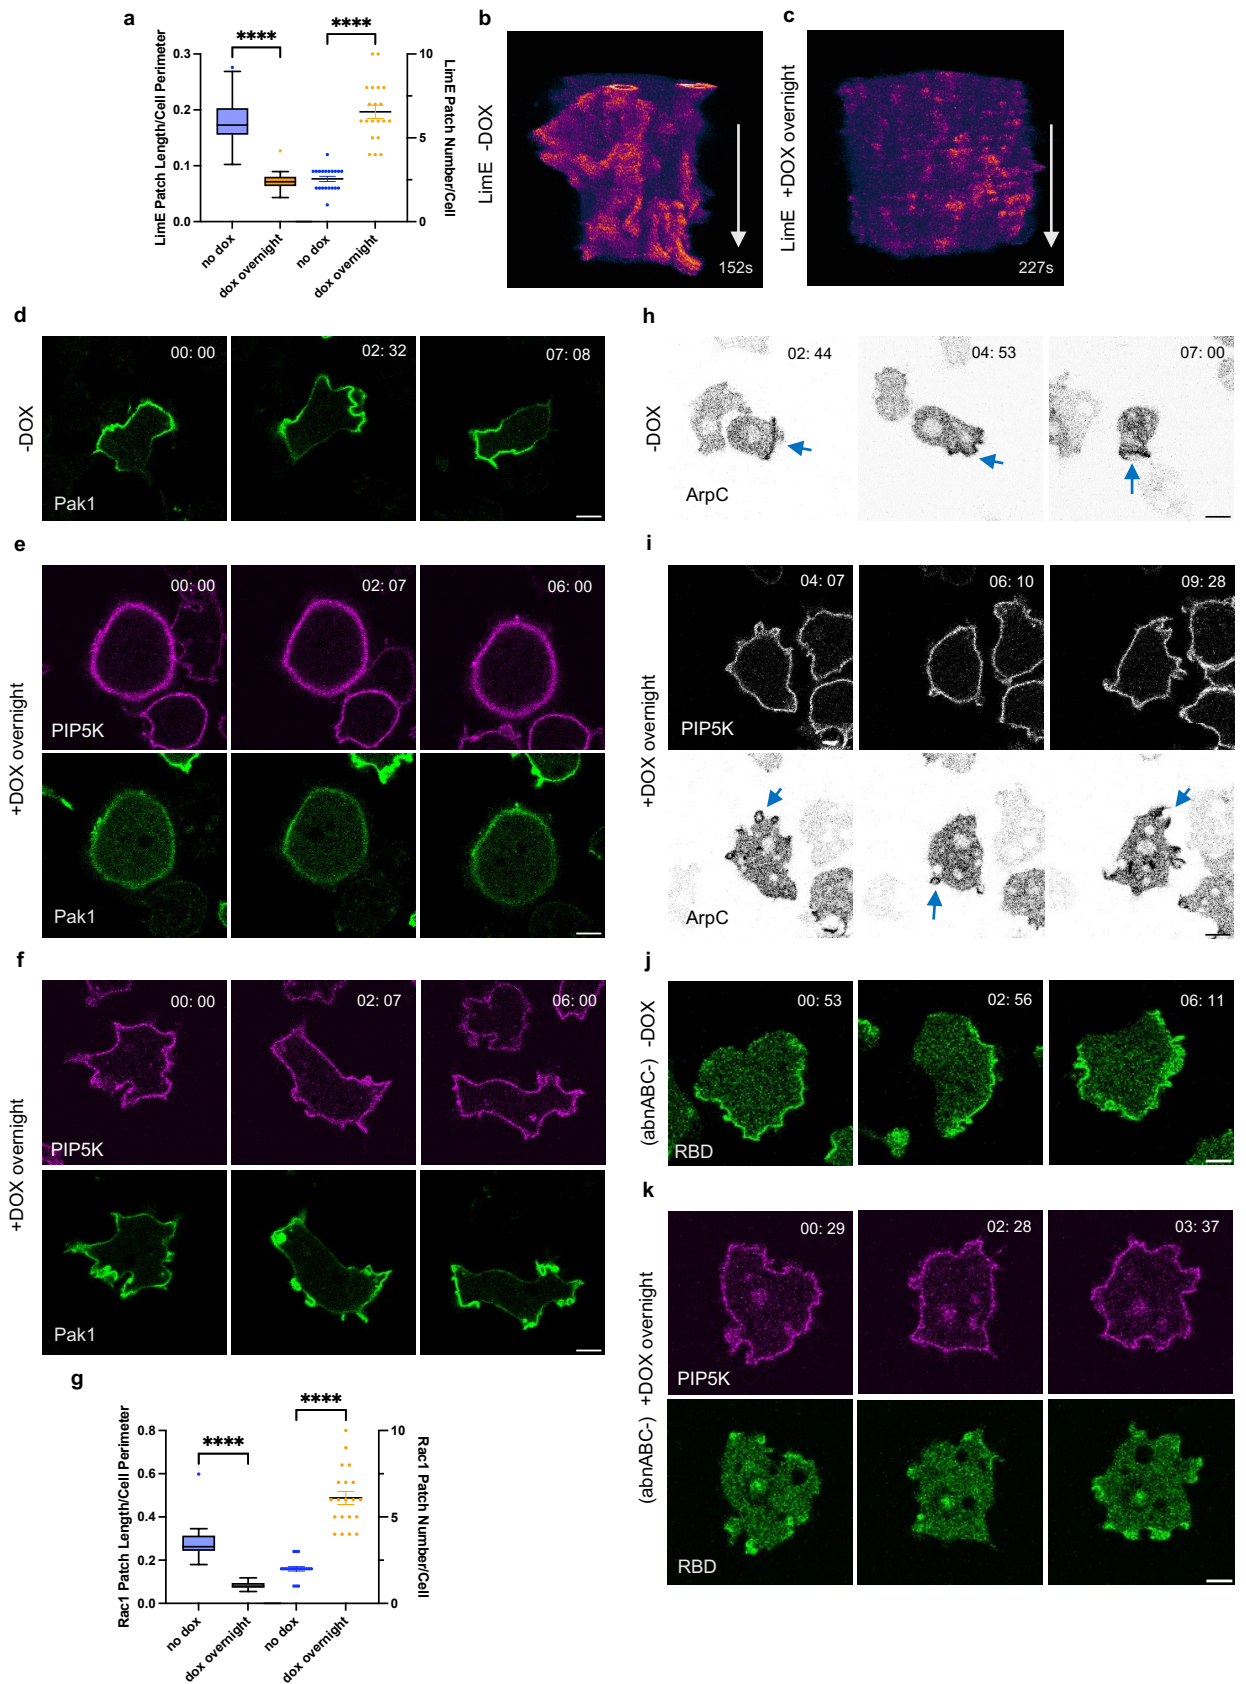 a
****
****
LimE Patch Length/Cell Perimeter
0.3
0.2
0.1
0.0
10
5
0
LimE Patch Number/Cell
no dox
dox overnight
no dox
dox overnight
b
LimE -DOX
152s
c
LimE +DOX overnight
227s
d
-DOX
00: 00
02: 32
07: 08
Pak1
e
+DOX overnight
00: 00
02: 07
06: 00
PIP5K
Pak1
f
+DOX overnight
00: 00
02: 07
06: 00
PIP5K
Pak1
g
****
****
Rac1 Patch Length/Cell Perimeter
0.8
0.6
0.4
0.2
0.0
10
5
0
Rac1 Patch Number/Cell
no dox
dox overnight
no dox
dox overnight
h
-DOX
02: 44
04: 53
07: 00
ArpC
i
+DOX overnight
04: 07
06: 10
09: 28
PIP5K
ArpC
j
(abnABC-) -DOX
00: 53
02: 56
06: 11
RBD
k
(abnABC-) +DOX overnight
00: 29
02: 28
03: 37
PIP5K
RBD